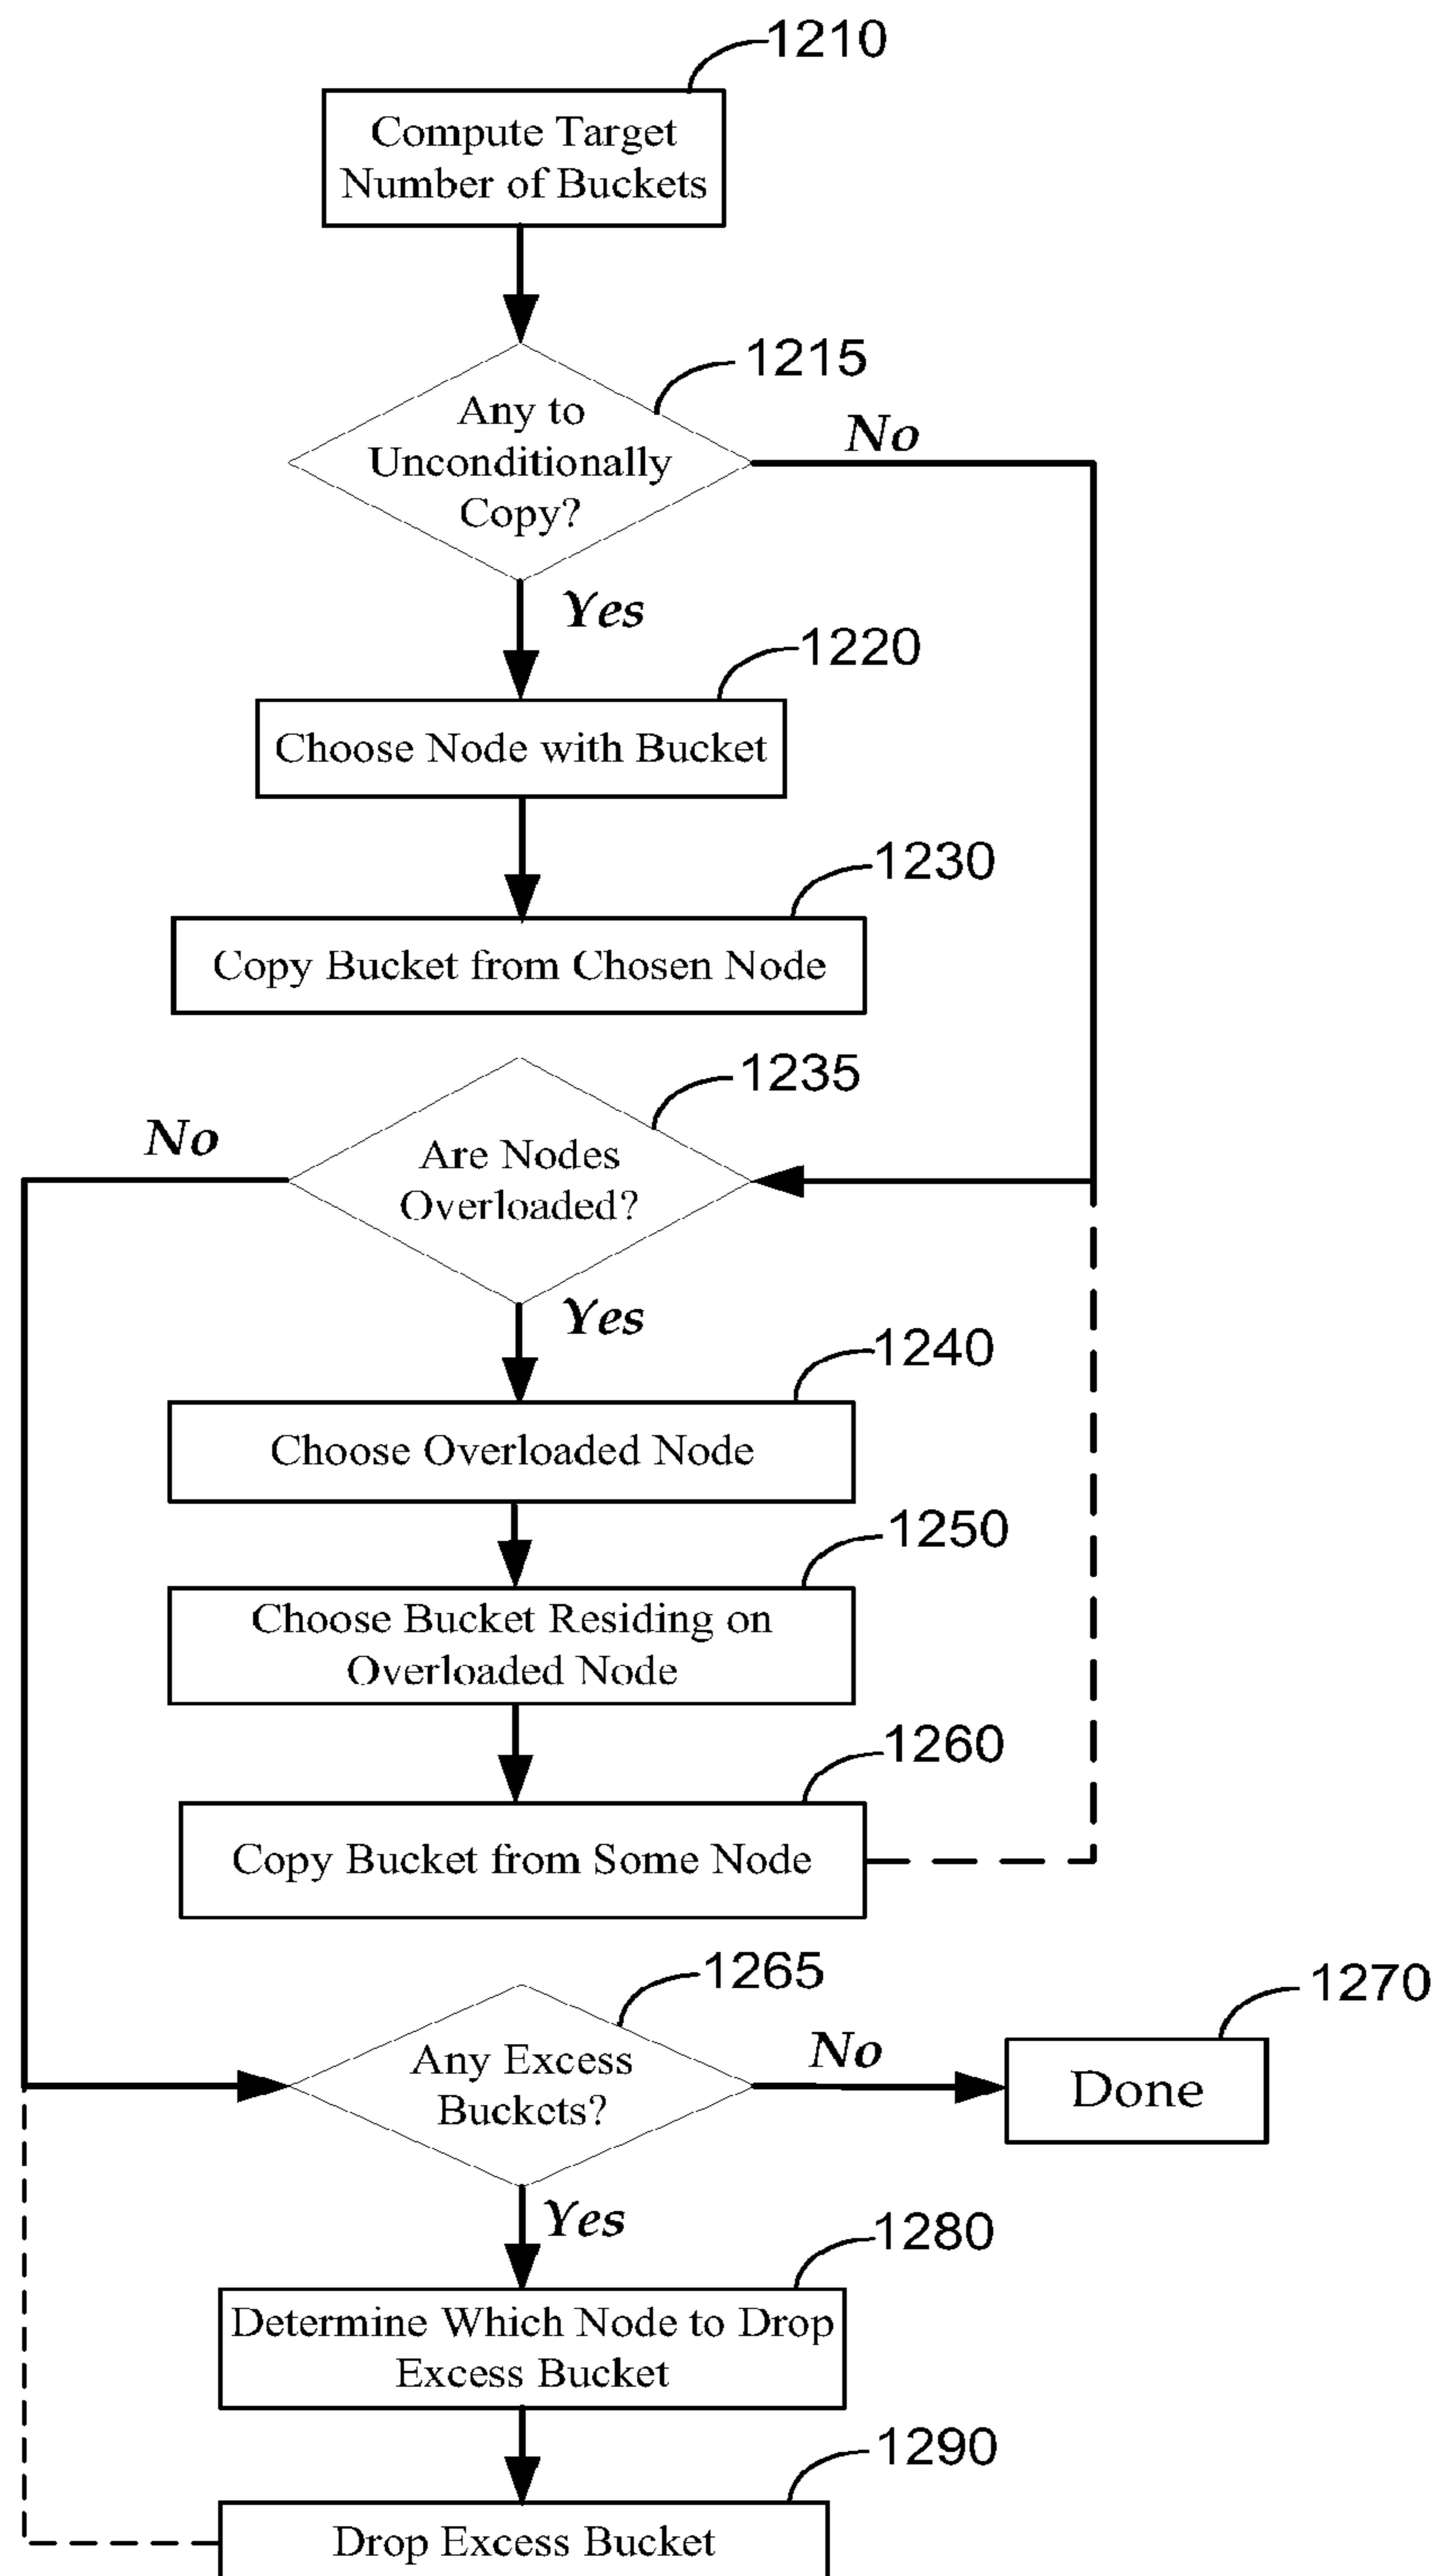 1210
Compute Target
Number of Buckets
1215
Any to
Unconditionally
Copy?
No
Yes
1220
Choose Node with Bucket
1230
Copy Bucket from Chosen Node
1235
No
Are Nodes
Overloaded?
Yes
1240
Choose Overloaded Node
1250
Choose Bucket Residing on
Overloaded Node
1260
Copy Bucket from Some Node
1265
1270
Any Excess
Buckets?
No
Done
Yes
1280
Determine Which Node to Drop
Excess Bucket
1290
Drop Excess Bucket